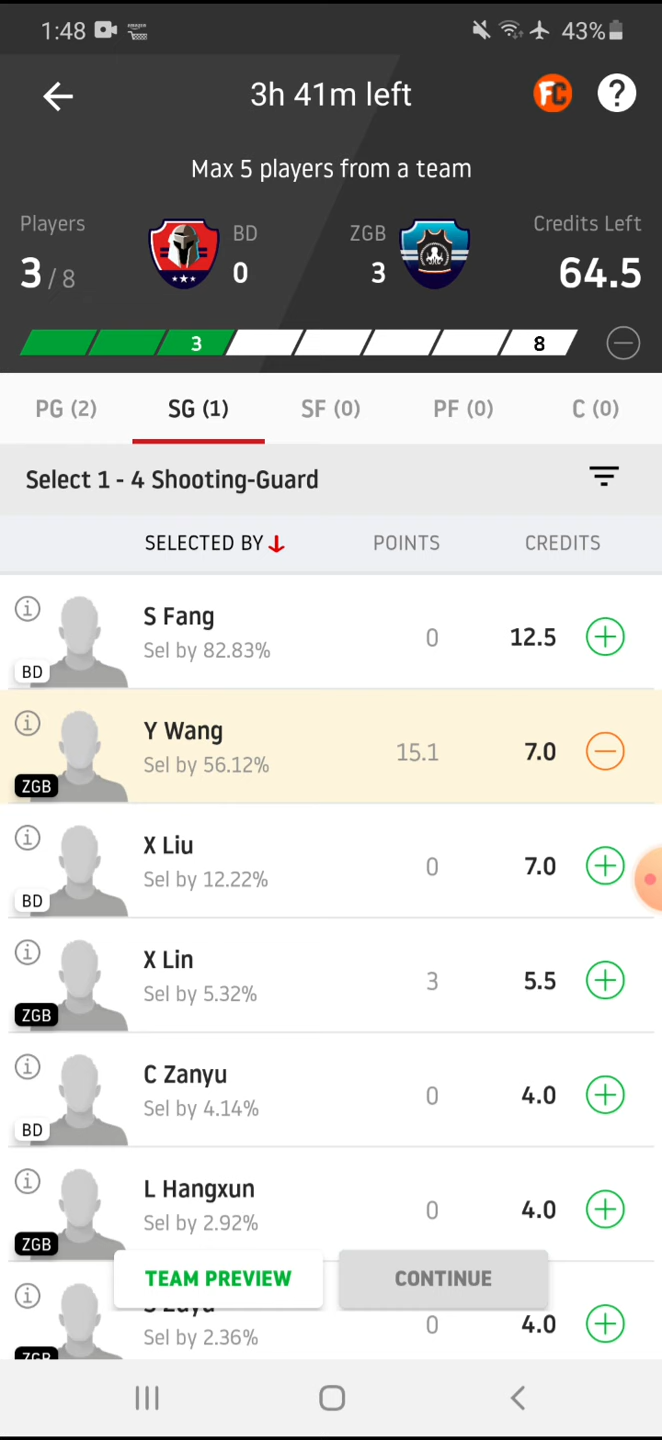 1:48 43%
3h 41m left
FC ?
Max 5 players from a team
Players BD ZGB Credits Left
3 / 8 0 3 64.5
3 8
PG (2) SG (1) SF (0) PF (0) C (0)
Select 1 - 4 Shooting-Guard
SELECTED BY POINTS CREDITS
S Fang
Sel by 82.83% 0 12.5
BD
Y Wang
Sel by 56.12% 15.1 7.0
ZGB
X Liu
Sel by 12.22% 0 7.0
BD
X Lin
Sel by 5.32% 3 5.5
ZGB
C Zanyu
Sel by 4.14% 0 4.0
BD
L Hangxun
Sel by 2.92% 0 4.0
ZGB
TEAM PREVIEW CONTINUE
Sel by 2.36% 0 4.0
ZGB